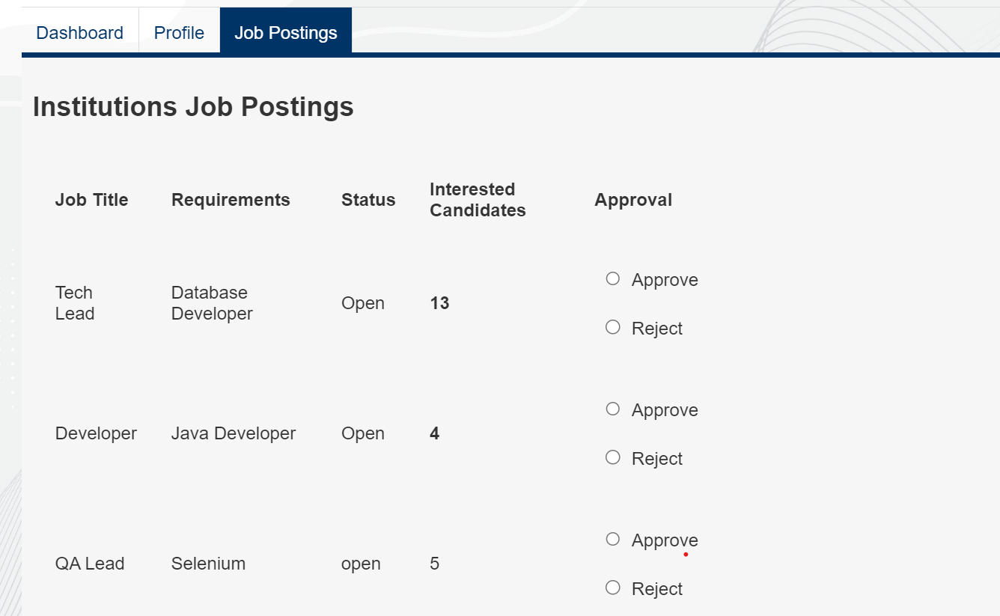 Dashboard Profile Job Postings
Institutions Job Postings
Job Title Requirements Status Interested Candidates Approval
Tech Lead Database Developer Open 13 Approve
Reject
Developer Java Developer Open 4 Approve
Reject
QA Lead Selenium open 5 Approve
Reject